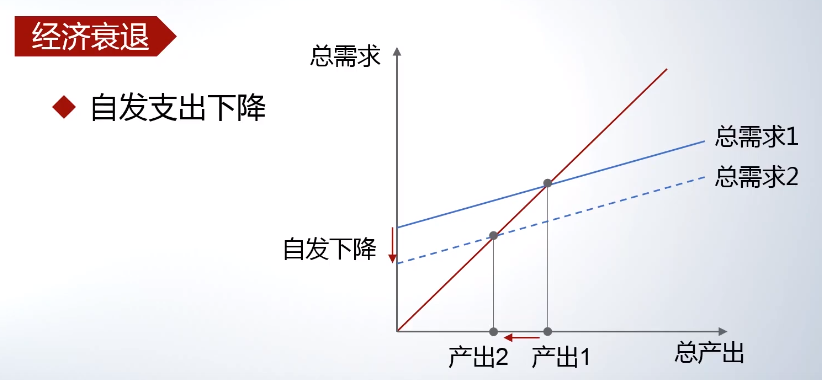 经济衰退
自发支出下降
总需求
总需求1
总需求2
自发下降
产出2
产出1
总产出